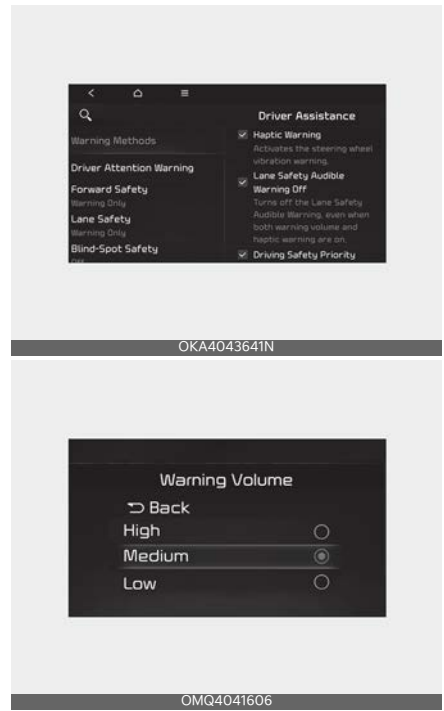 Driver Assistance
Warning Methods
Driver Attention Warning
Forward Safety
Warning Only
Lane Safety
Warning Only
Blind-Spot Safety
Off
Haptic Warning
Activates the steering wheel
vibration warning.
Lane Safety Audible
Warning Off
Turns off the Lane Safety
Audible Warning, even when
both warning volume and
haptic warning are on.
Driving Safety Priority
OKA4043641N
Warning Volume
Back
High
Medium
Low
OMQ4041606